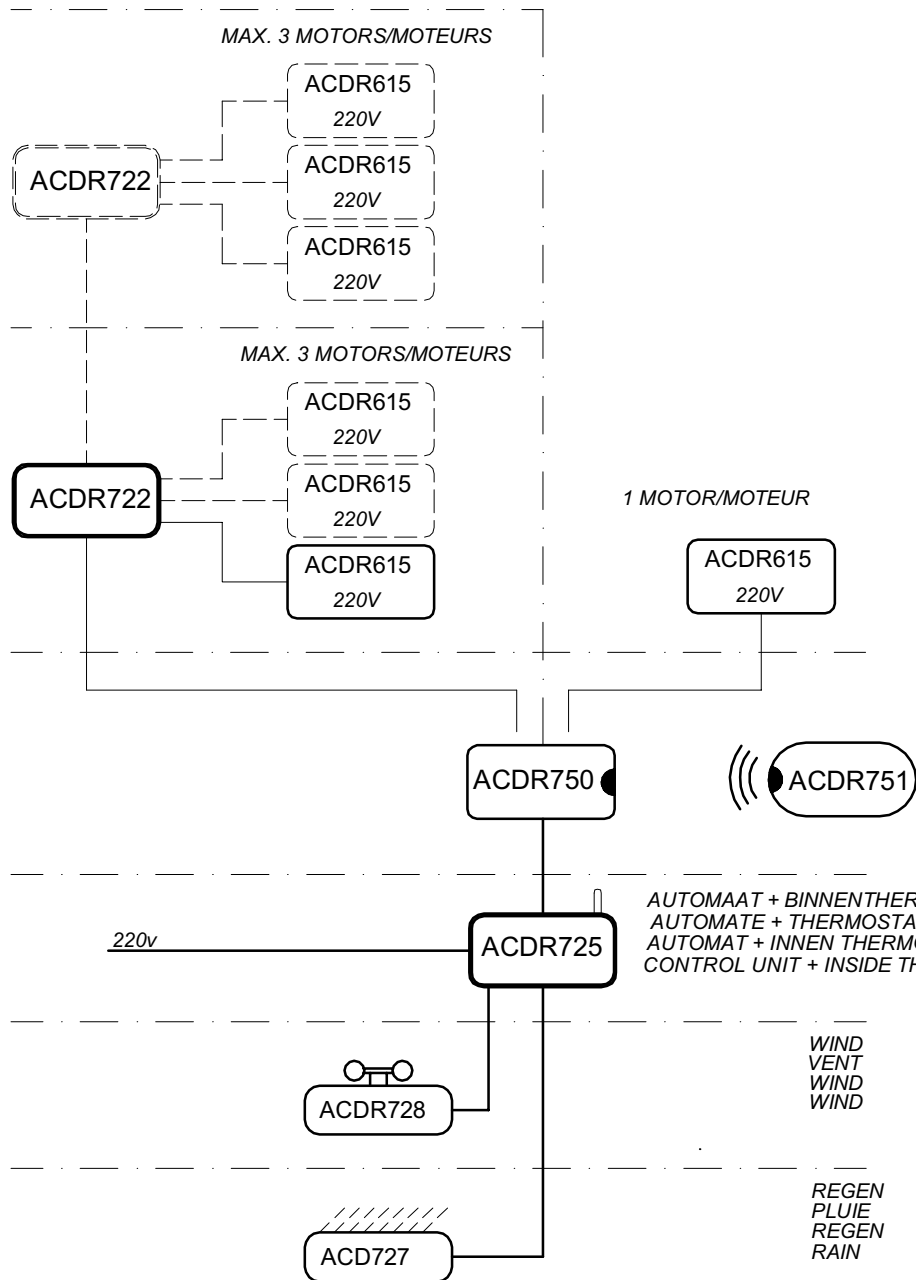 MAX. 3 MOTORS/MOTEURS
ACDR615
220V
ACDR722
ACDR615
220V
ACDR615
220V
MAX. 3 MOTORS/MOTEURS
ACDR615
220V
ACDR722
ACDR615
220V
1 MOTOR/MOTEUR
ACDR615
220V
ACDR615
220V
ACDR750
ACDR751
AUTOMAAT + BINNENTHER
AUTOMATE + THERMOSTA
220v
ACDR725
AUTOMAT + INNEN THERMO
CONTROL UNIT + INSIDE TH
WIND
VENT
WIND
WIND
ACDR728
REGEN
PLUIE
REGEN
RAIN
ACD727